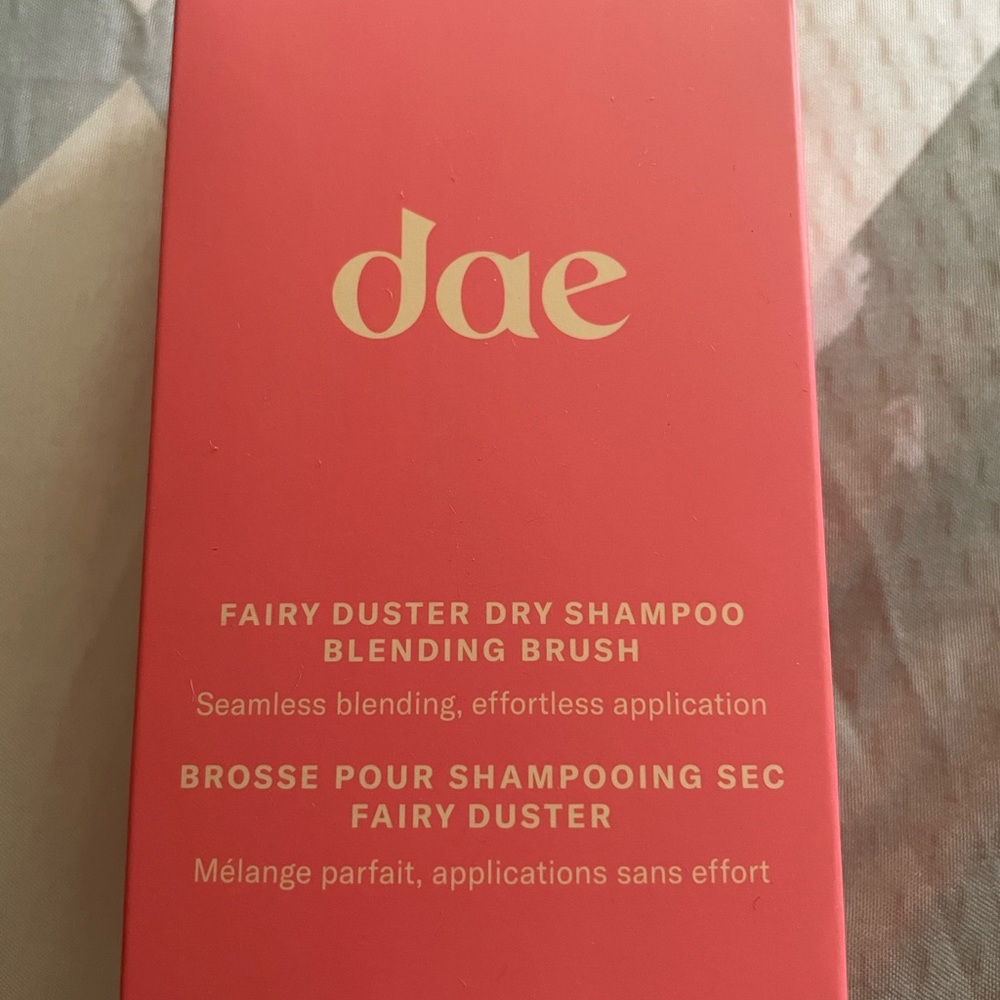 dae
FAIRY DUSTER DRY SHAMPOO
BLENDING BRUSH
Seamless blending, effortless application
BROSSE POUR SHAMPOOING SEC
FAIRY DUSTER
Mélange parfait, applications sans effort